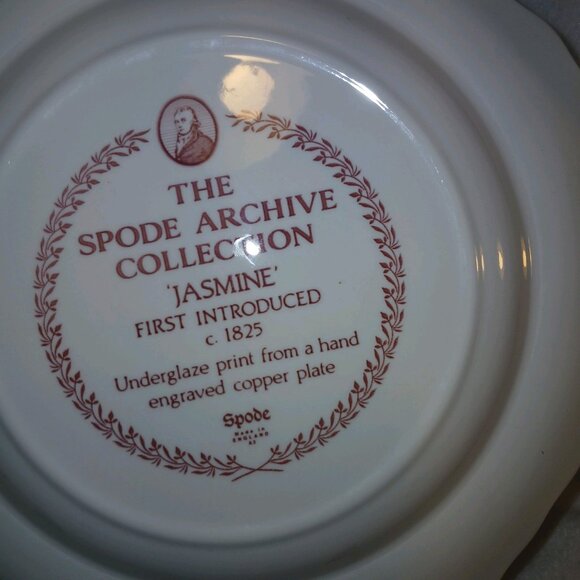 THE
SPODE ARCHIVE
COLLECTION
'JASMINE'
FIRST INTRODUCED
c. 1825
Underglaze print from a hand
engraved copper plate
Spode
MADE IN
ENGLAND